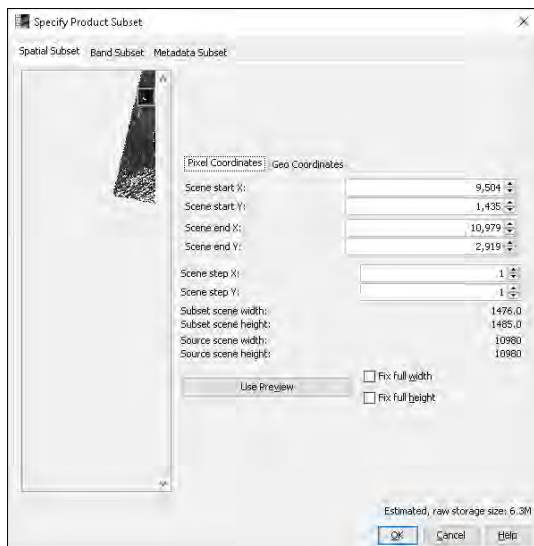 Specify Product Subset
Spatial Subset Band Subset Metadata Subset
Pixel Coordinates Geo Coordinates
Scene start X: 9,504
Scene start Y: 1,435
Scene end X: 10,979
Scene end Y: 2,919
Scene step X: 1
Scene step Y: 1
Subset scene width: 1476.0
Subset scene height: 1485.0
Source scene width: 10980
Source scene height: 10980
Use Preview
Fix full width
Fix full height
Estimated, raw storage size: 6.3M
OK Cancel Help